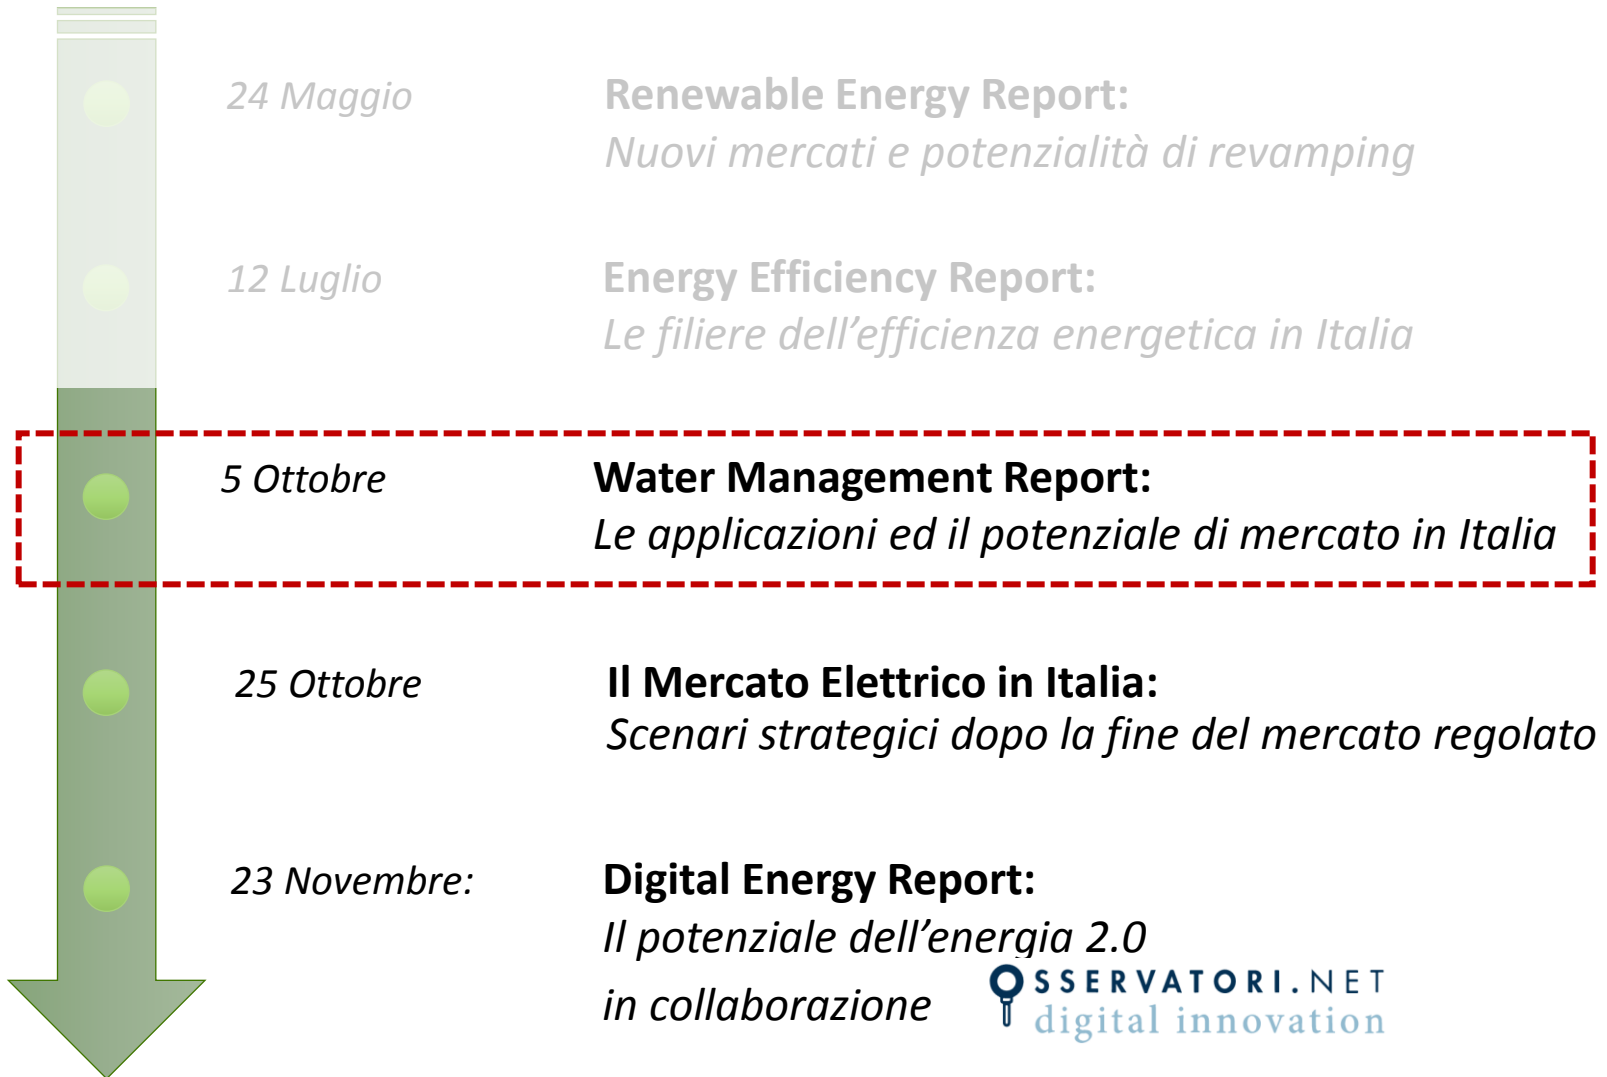 24 Maggio
Renewable Energy Report:
Nuovi mercati e potenzialità di revamping
12 Luglio
Energy Efficiency Report:
Le filiere dell’efficienza energetica in Italia
5 Ottobre
Water Management Report:
Le applicazioni ed il potenziale di mercato in Italia
25 Ottobre
Il Mercato Elettrico in Italia:
Scenari strategici dopo la fine del mercato regolato
23 Novembre:
Digital Energy Report:
Il potenziale dell’energia 2.0
in collaborazione
OSSERVATORI.NET
digital innovation